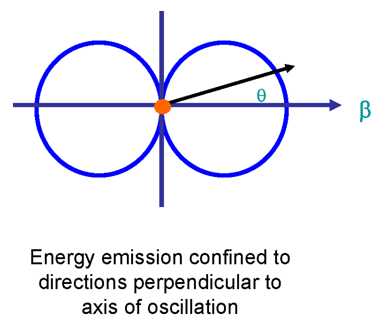 θ
β
Energy emission confined to
directions perpendicular to
axis of oscillation